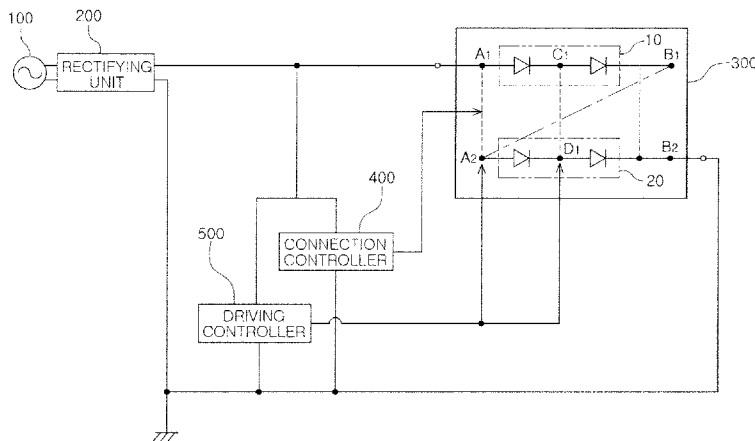 100
200
RECTIFYING
UNIT
A1
C1
10
B1
300
A2
D1
B2
20
400
CONNECTION
CONTROLLER
500
DRIVING
CONTROLLER